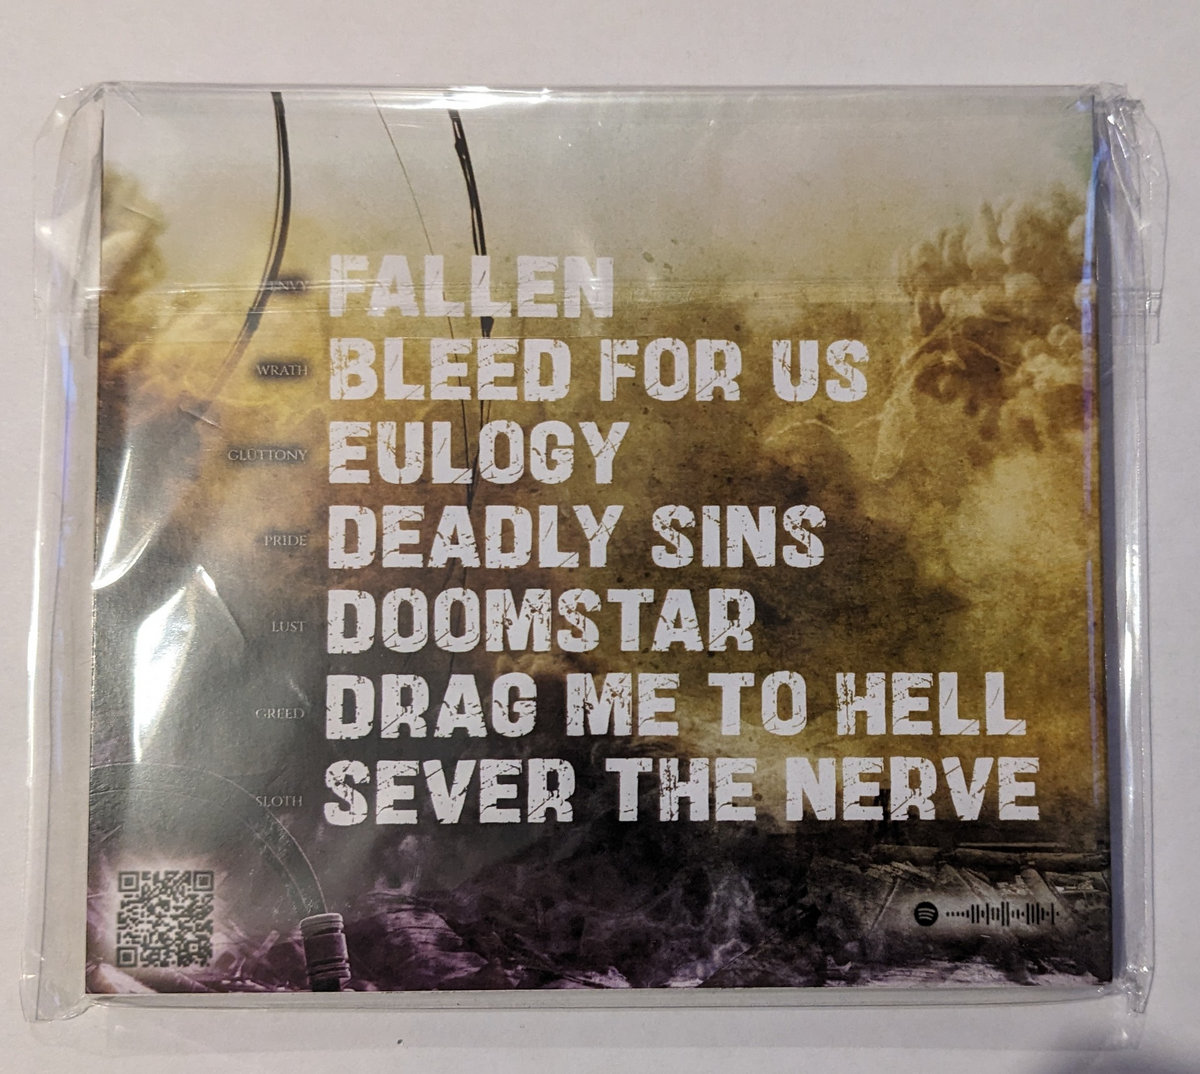 ENVY FALLEN
WRATH BLEED FOR US
GLUTTONY EULOGY
PRIDE DEADLY SINS
LUST DOOMSTAR
GREED DRAG ME TO HELL
SLOTH SEVER THE NERVE